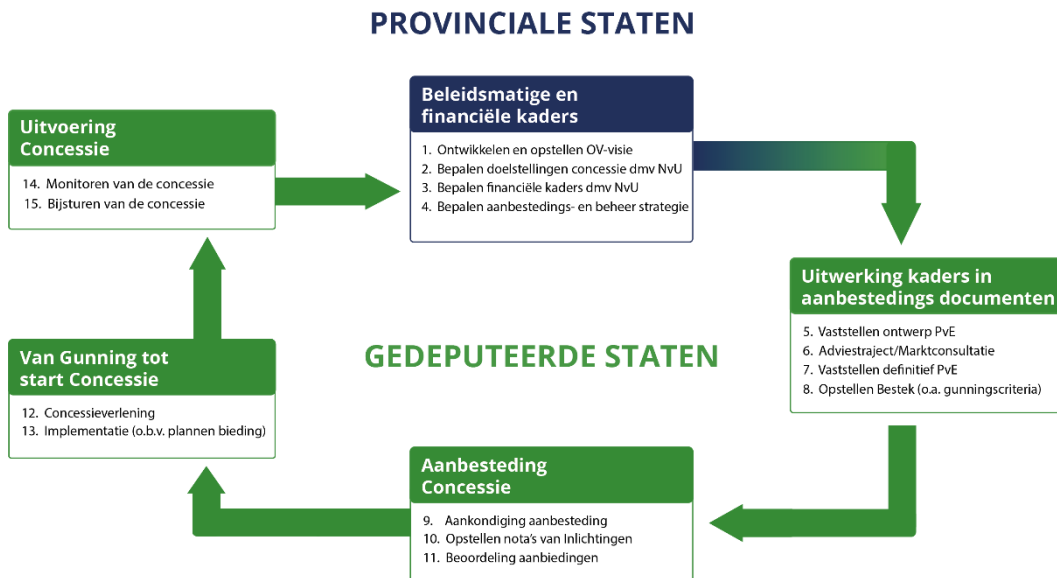 PROVINCIALE STATEN
Beleidsmatige en
financiële kaders
1. Ontwikkelen en opstellen OV-visie
2. Bepalen doelstellingen concessie dmv NvU
3. Bepalen financiële kaders dmv NvU
4. Bepalen aanbestedings- en beheer strategie
Uitwerking kaders in
aanbestedings documenten
5. Vaststellen ontwerp PvE
6. Adviestraject/Marktconsultatie
7. Vaststellen definitief PvE
8. Opstellen Bestek (o.a. gunningscriteria)
Aanbesteding
Concessie
9. Aankondiging aanbesteding
10. Opstellen nota's van Inlichtingen
11. Beoordeling aanbiedingen
Van Gunning tot
start Concessie
12. Concessieverlening
13. Implementatie (o.b.v. plannen bieding)
Uitvoering
Concessie
14. Monitoren van de concessie
15. Bijsturen van de concessie
GEDEPUTEERDE STATEN